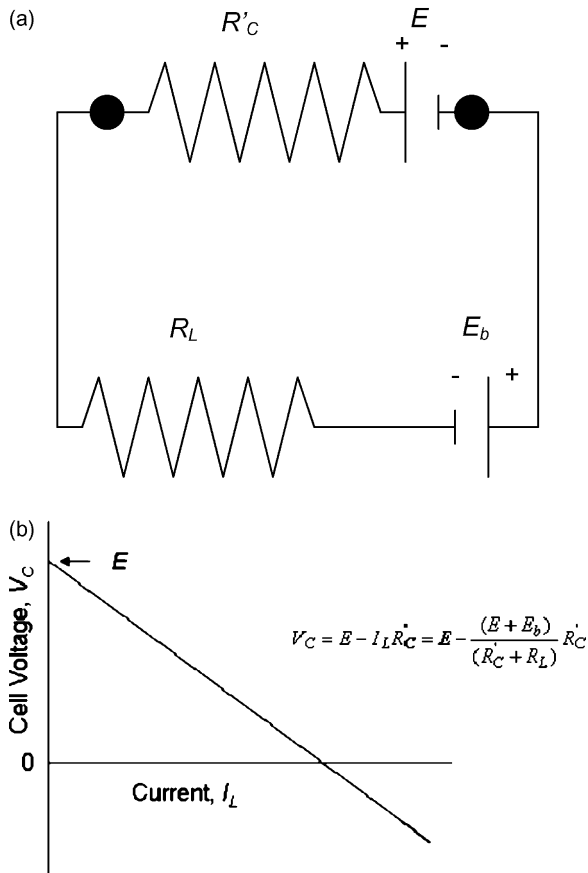 (a)
R'C E
+ -
RL Eb
- +
(b)
E
Cell Voltage, VC
VC = E - ILR'C = E - (E + Eb) / (R'C + RL) R'C
0
Current, IL